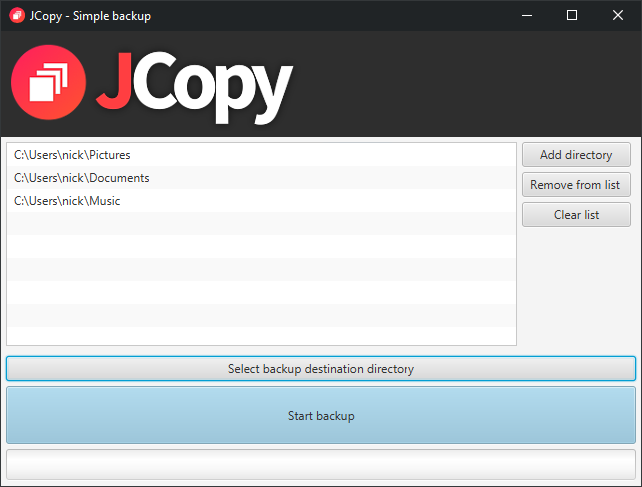 JCopy - Simple backup
JCopy
C:\Users\nick\Pictures
C:\Users\nick\Documents
C:\Users\nick\Music
Add directory
Remove from list
Clear list
Select backup destination directory
Start backup